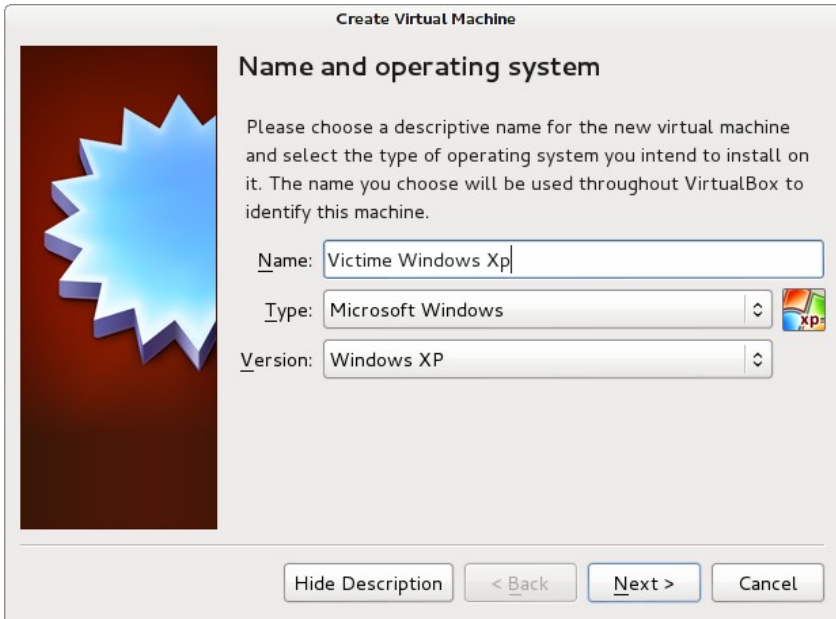 Create Virtual Machine
Name and operating system
Please choose a descriptive name for the new virtual machine
and select the type of operating system you intend to install on
it. The name you choose will be used throughout VirtualBox to
identify this machine.
Name: Victime Windows Xp
Type: Microsoft Windows
xp
Version: Windows XP
Hide Description < Back Next > Cancel